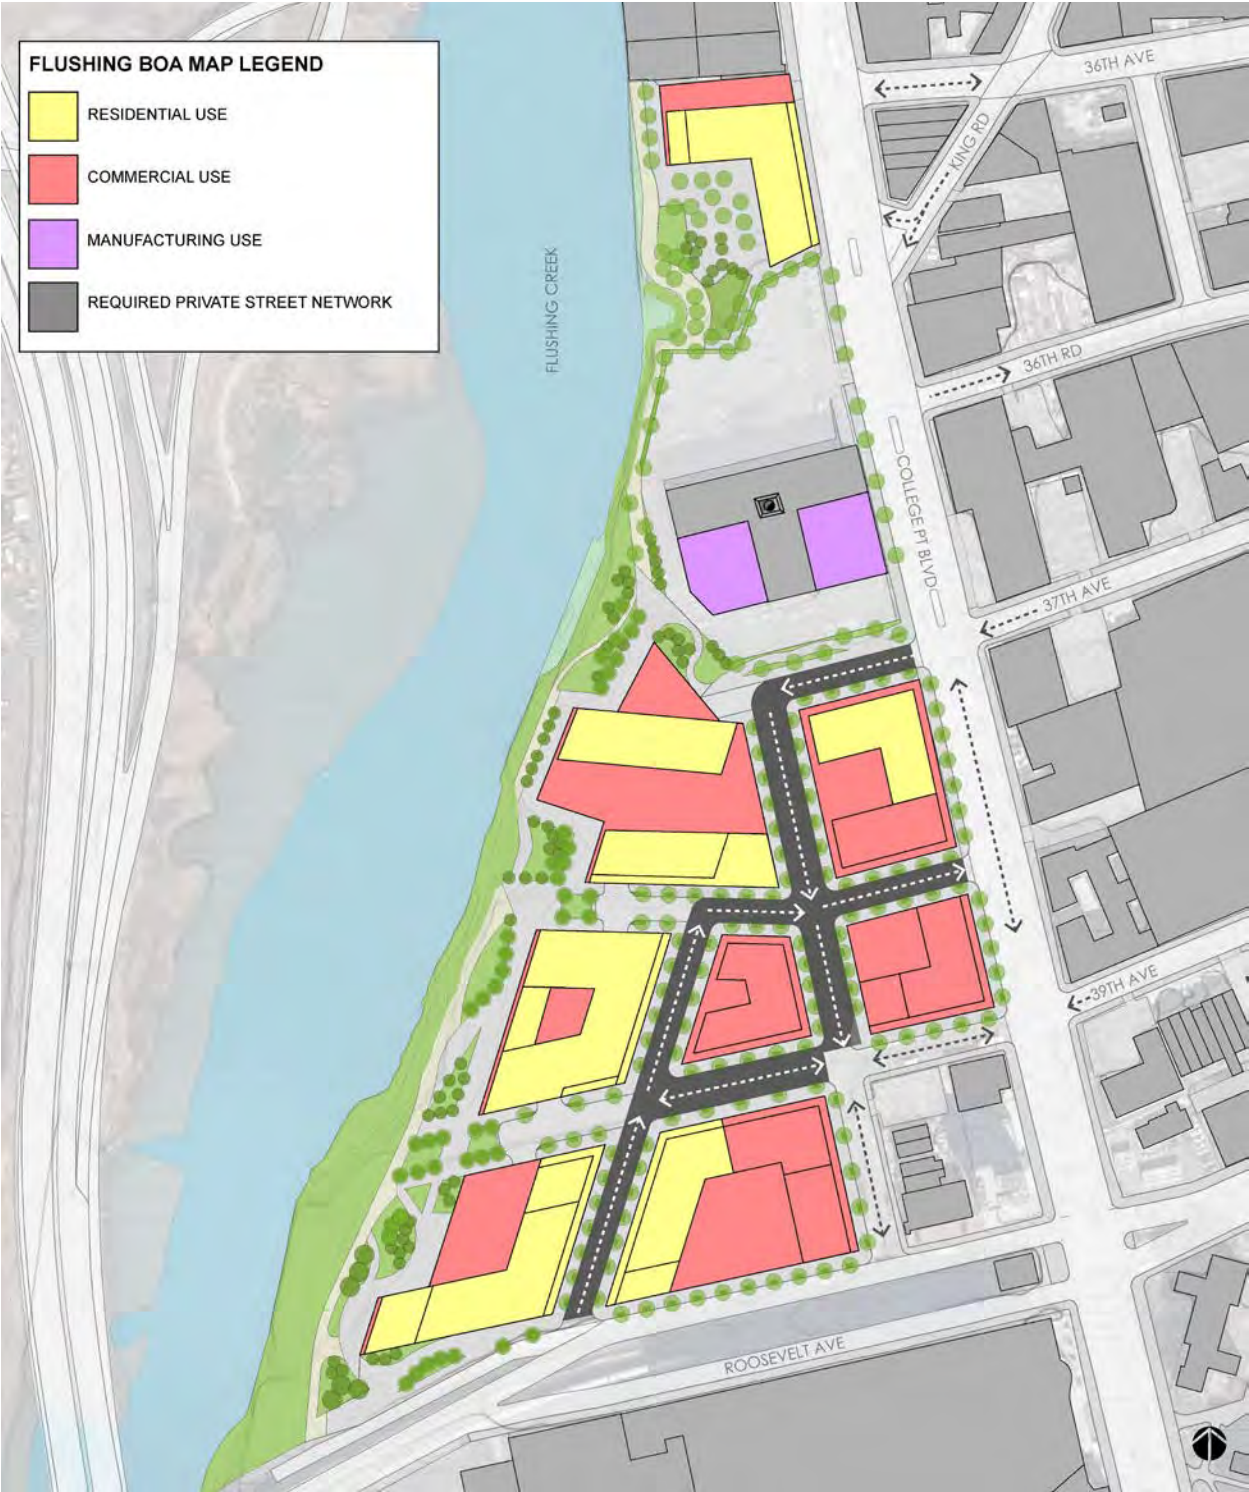 FLUSHING BOA MAP LEGEND
RESIDENTIAL USE
COMMERCIAL USE
MANUFACTURING USE
REQUIRED PRIVATE STREET NETWORK
36TH AVE
KING RD
FLUSHING CREEK
36TH RD
COLLEGE PT BLVD
37TH AVE
39TH AVE
ROOSEVELT AVE